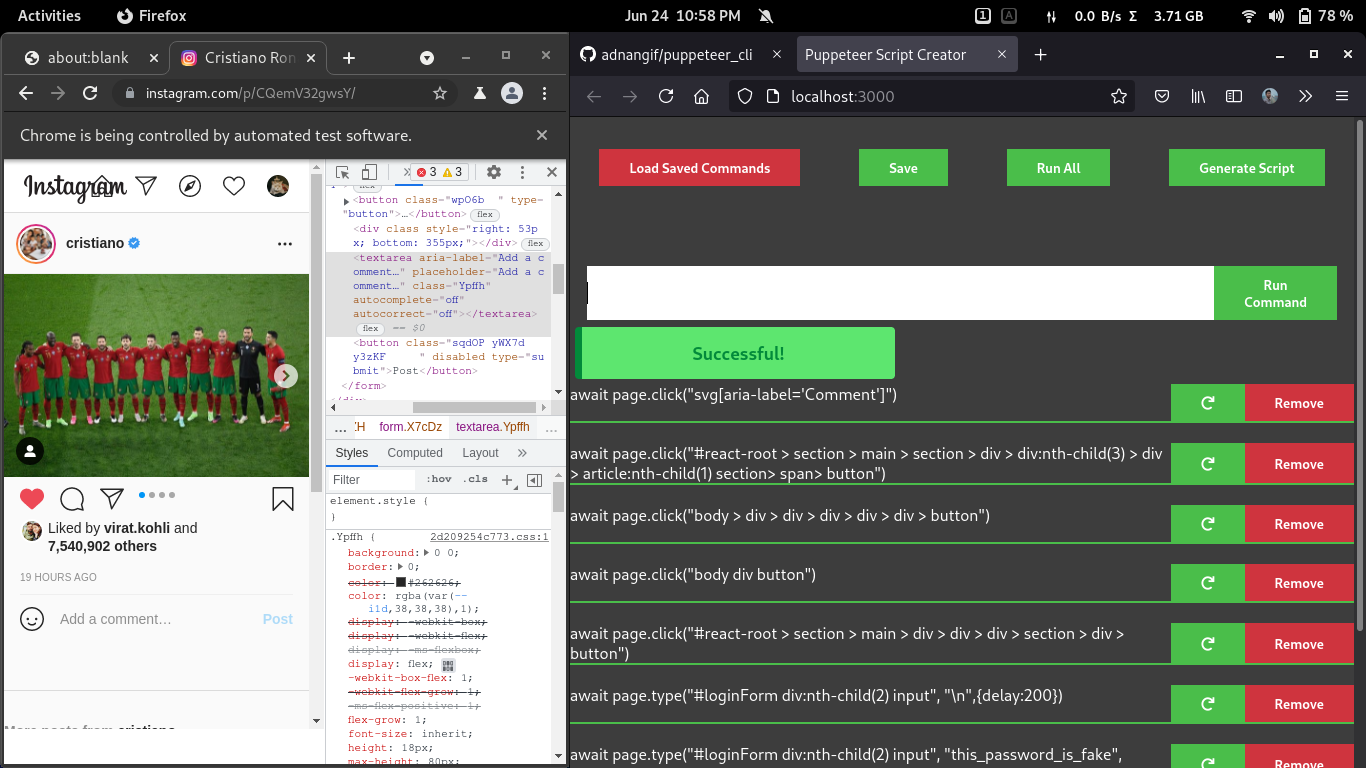 Activities Firefox Jun 24 10:58 PM 1 A 0.0 B/s Σ 3.71 GB 78 %
about:blank
Cristiano Ron
instagram.com/p/CQemV32gwsY/
Chrome is being controlled by automated test software.
Instagram
cristiano
Liked by virat.kohli and
7,540,902 others
19 HOURS AGO
Add a comment… Post
More posts from cristiano
3 3
flex
<button class="wpO6b " type=
"button">…</button> flex
<div class style="right: 53p
x; bottom: 355px;"></div> flex
<textarea aria-label="Add a c
omment…" placeholder="Add a c
omment…" class="Ypffh"
autocomplete="off"
autocorrect="off"></textarea>
flex == $0
<button class="sqdOP yWX7d
y3zKF " disabled type="su
bmit">Post</button>
</form>
</div>
… ZH form.X7cDz textarea.Ypffh …
Styles Computed Layout »
Filter :hov .cls +
element.style {
}
.Ypffh { 2d209254c773.css:1
background: 0 0;
border: 0;
color: #262626;
color: rgba(var(--
i1d,38,38,38),1);
display: -webkit-box;
display: -webkit-flex;
display: -ms-flexbox;
display: flex;
-webkit-box-flex: 1;
-webkit-flex-grow: 1;
-ms-flex-positive: 1;
flex-grow: 1;
font-size: inherit;
height: 18px;
max-height: 80px;
adnangif/puppeteer_cli
Puppeteer Script Creator
localhost:3000
Load Saved Commands
Save
Run All
Generate Script
Run
Command
Successful!
await page.click("svg[aria-label='Comment']")
Remove
await page.click("#react-root > section > main > section > div > div:nth-child(3) > div
> article:nth-child(1) section> span> button")
Remove
await page.click("body > div > div > div > div > div > button")
Remove
await page.click("body div button")
Remove
await page.click("#react-root > section > main > div > div > div > section > div >
button")
Remove
await page.type("#loginForm div:nth-child(2) input", "\n",{delay:200})
Remove
await page.type("#loginForm div:nth-child(2) input", "this_password_is_fake",
Remove